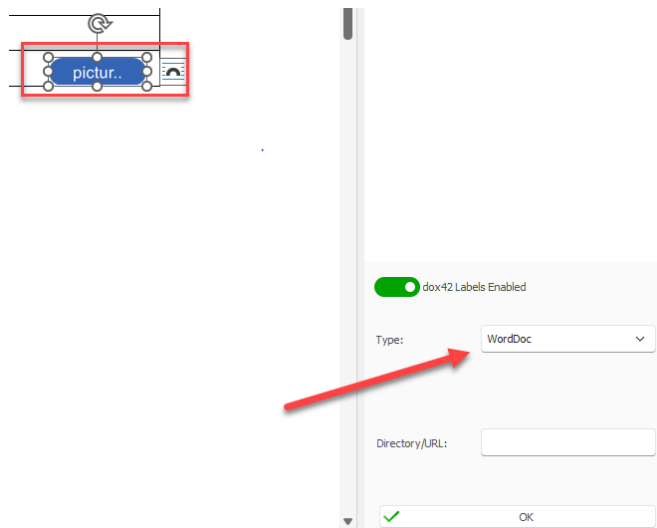 pictur..
dox42 Labels Enabled
Type:
WordDoc
Directory/URL:
OK